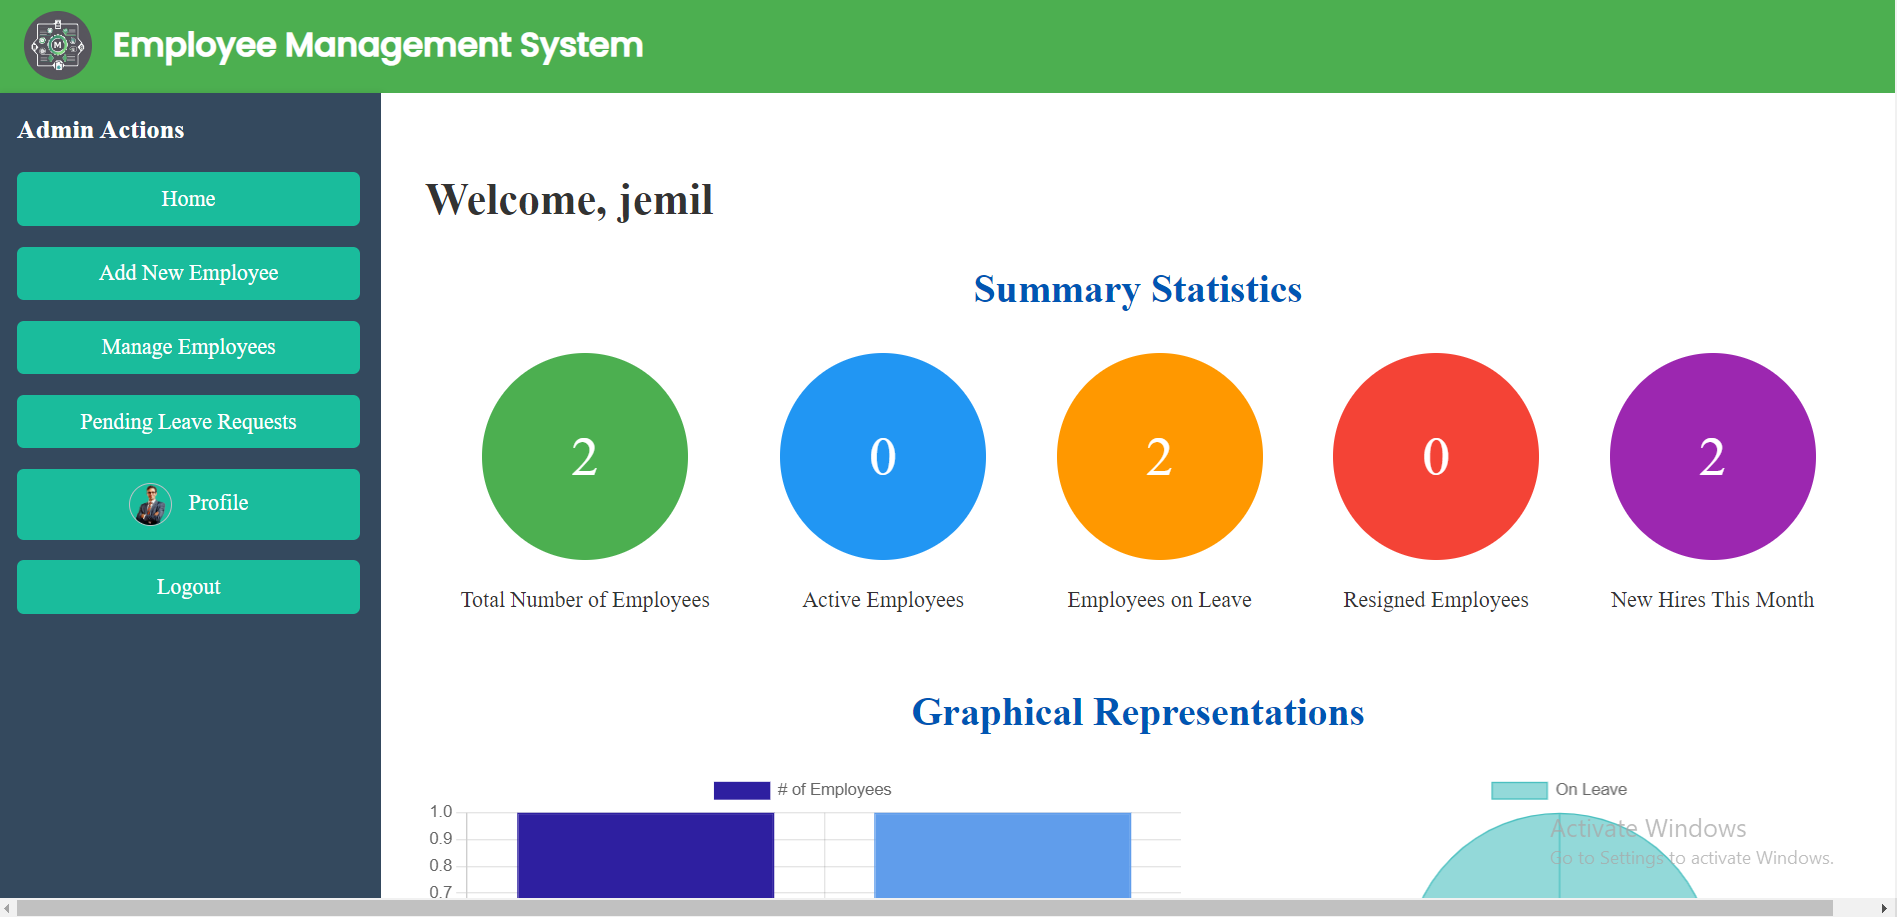 M
Employee Management System
Admin Actions
Home
Add New Employee
Manage Employees
Pending Leave Requests
Profile
Logout
Welcome, jemil
Summary Statistics
2
0
2
0
2
Total Number of Employees
Active Employees
Employees on Leave
Resigned Employees
New Hires This Month
Graphical Representations
# of Employees
1.0
0.9
0.8
0.7
On Leave
Activate Windows
Go to Settings to activate Windows.